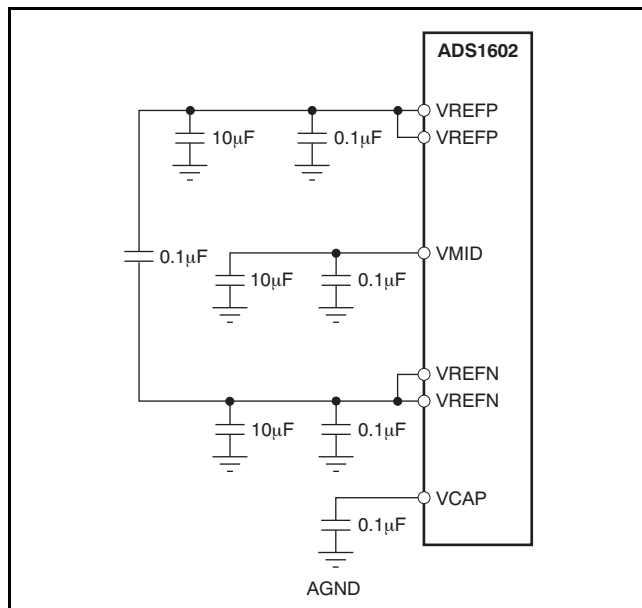 ADS1602
VREFP
10μF
0.1μF
VREFP
0.1μF
VMID
10μF
0.1μF
VREFN
VREFN
10μF
0.1μF
VCAP
0.1μF
AGND